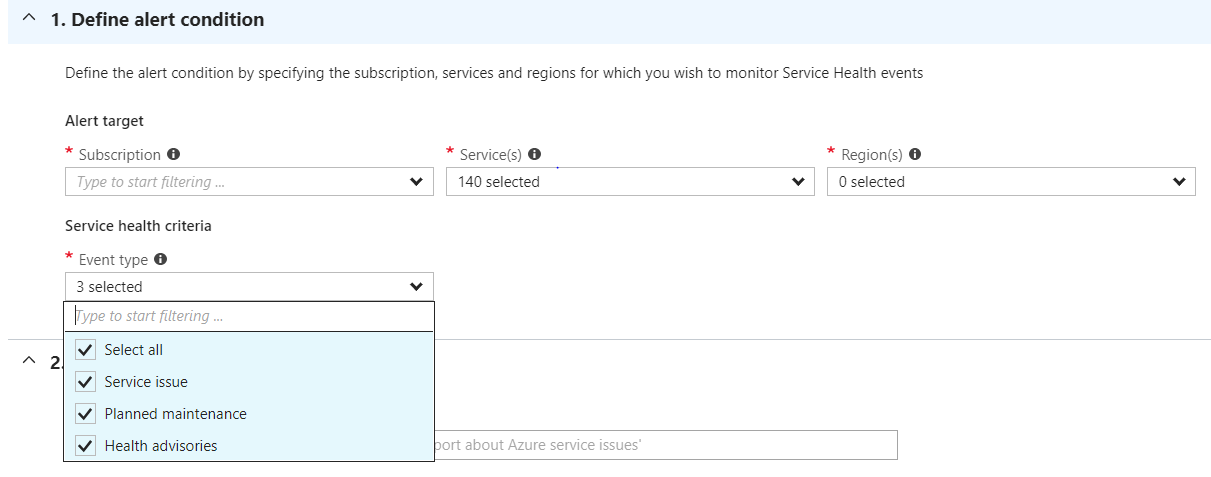 1. Define alert condition
Define the alert condition by specifying the subscription, services and regions for which you wish to monitor Service Health events
Alert target
* Subscription
* Service(s)
* Region(s)
Type to start filtering ...
140 selected
0 selected
Service health criteria
* Event type
3 selected
Type to start filtering ...
Select all
2.
Service issue
Planned maintenance
Health advisories
port about Azure service issues'